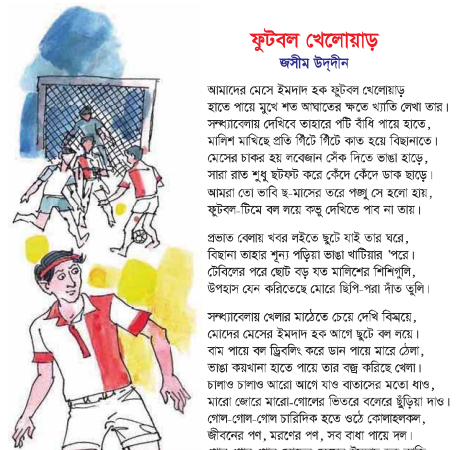 ফুটবল খেলোয়াড়
জসীম উদ্‌দীন
আমাদের মেসে ইমদাদ হক ফুটবল খেলোয়াড়
হাতে পায়ে মুখে শত আঘাতের ক্ষতে খ্যাতি লেখা তার।
সন্ধ্যাবেলায় দেখিবে তাহারে পটি বাঁধি পায়ে হাতে,
মালিশ মাখিছে প্রতি গিঁটে গিঁটে কাত হয়ে বিছানাতে।
মেসের চাকর হয় লবেজান সেঁক দিতে ভাঙা হাড়ে,
সারা রাত শুধু ছটফট করে কেঁদে কেঁদে ডাক ছাড়ে।
আমরা তো ভাবি ছ-মাসের তরে পঙ্গু সে হলো হায়,
ফুটবল-টিমে বল লয়ে কভু দেখিতে পাব না তায়।
প্রভাত বেলায় খবর লইতে ছুটে যাই তার ঘরে,
বিছানা তাহার শূন্য পড়িয়া ভাঙা খাটিয়ার 'পরে।
টেবিলের পরে ছোট বড় যত মালিশের শিশিগুলি,
উপহাস যেন করিতেছে মোরে ছিপি-পরা দাঁত তুলি।
সন্ধ্যাবেলায় খেলার মাঠেতে চেয়ে দেখি বিস্ময়ে,
মোদের মেসের ইমদাদ হক আগে ছুটে বল লয়ে।
বাম পায়ে বল ড্রিবলিং করে ডান পায়ে মারে ঠেলা,
ভাঙা কয়খানা হাতে পায়ে তার বজ্র করিছে খেলা।
চালাও চালাও আরো আগে যাও বাতাসের মতো ধাও,
মারো জোরে মারো-গোলের ভিতরে বলেরে ছুঁড়িয়া দাও।
গোল-গোল-গোল চারিদিক হতে ওঠে কোলাহলকল,
জীবনের পণ, মরণের পণ, সব বাধা পায়ে দল।